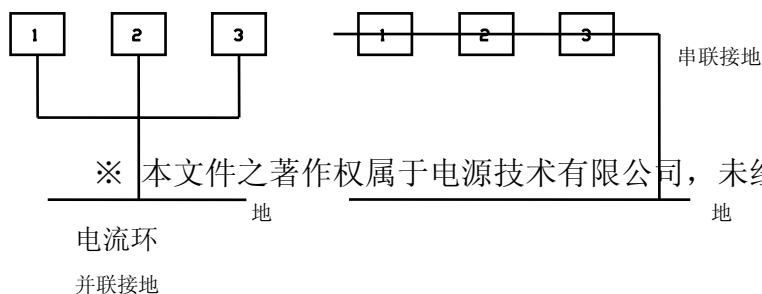 1 2 3 1 2 3
串联接地
※ 本文件之著作权属于电源技术有限公司，未
地 地
电流环
并联接地